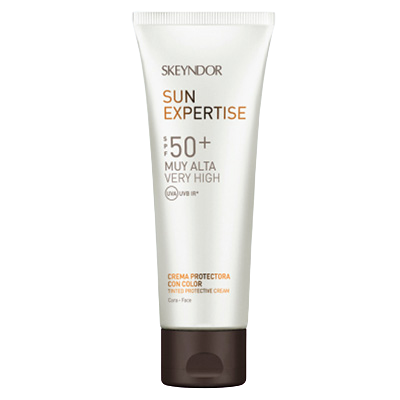 SKEYNDOR
SUN
EXPERTISE
SPF 50+
MUY ALTA
VERY HIGH
UVA UVB IR*
CREMA PROTECTORA
CON COLOR
TINTED PROTECTIVE CREAM
Cara - Face